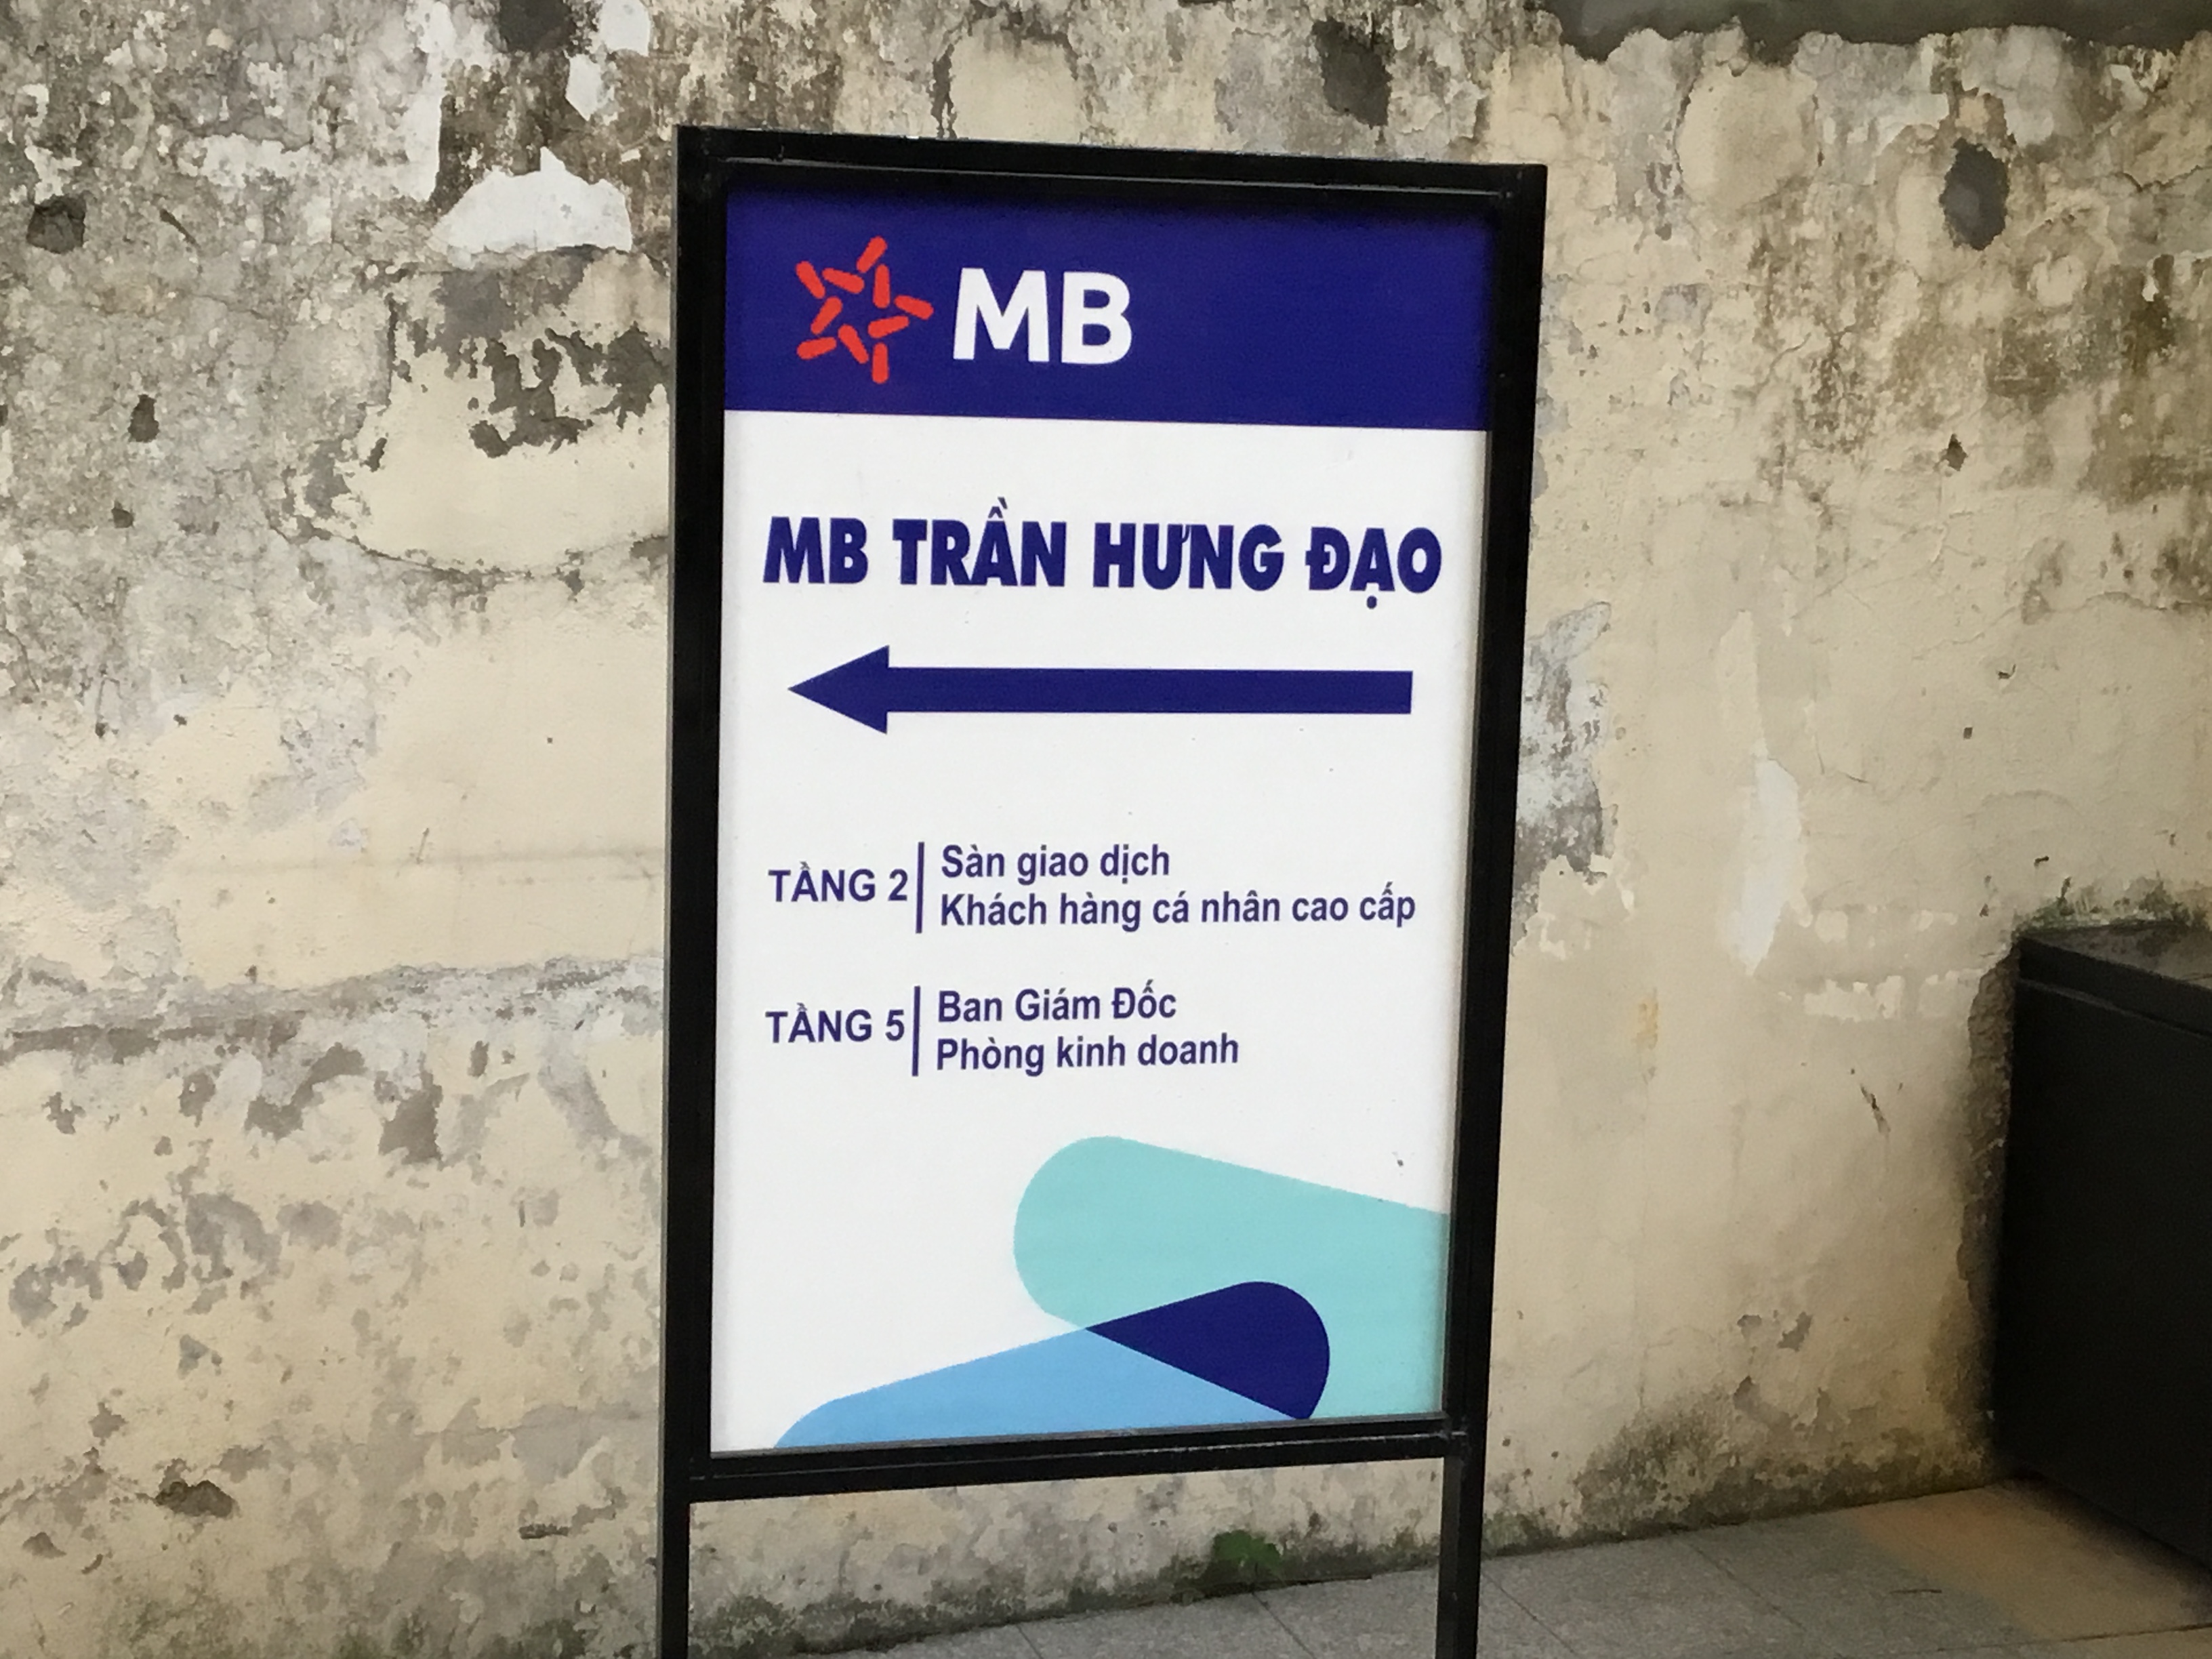 MB
MB TRẦN HƯNG ĐẠO
TẦNG 2
Sàn giao dịch
Khách hàng cá nhân cao cấp
TẦNG 5
Ban Giám Đốc
Phòng kinh doanh